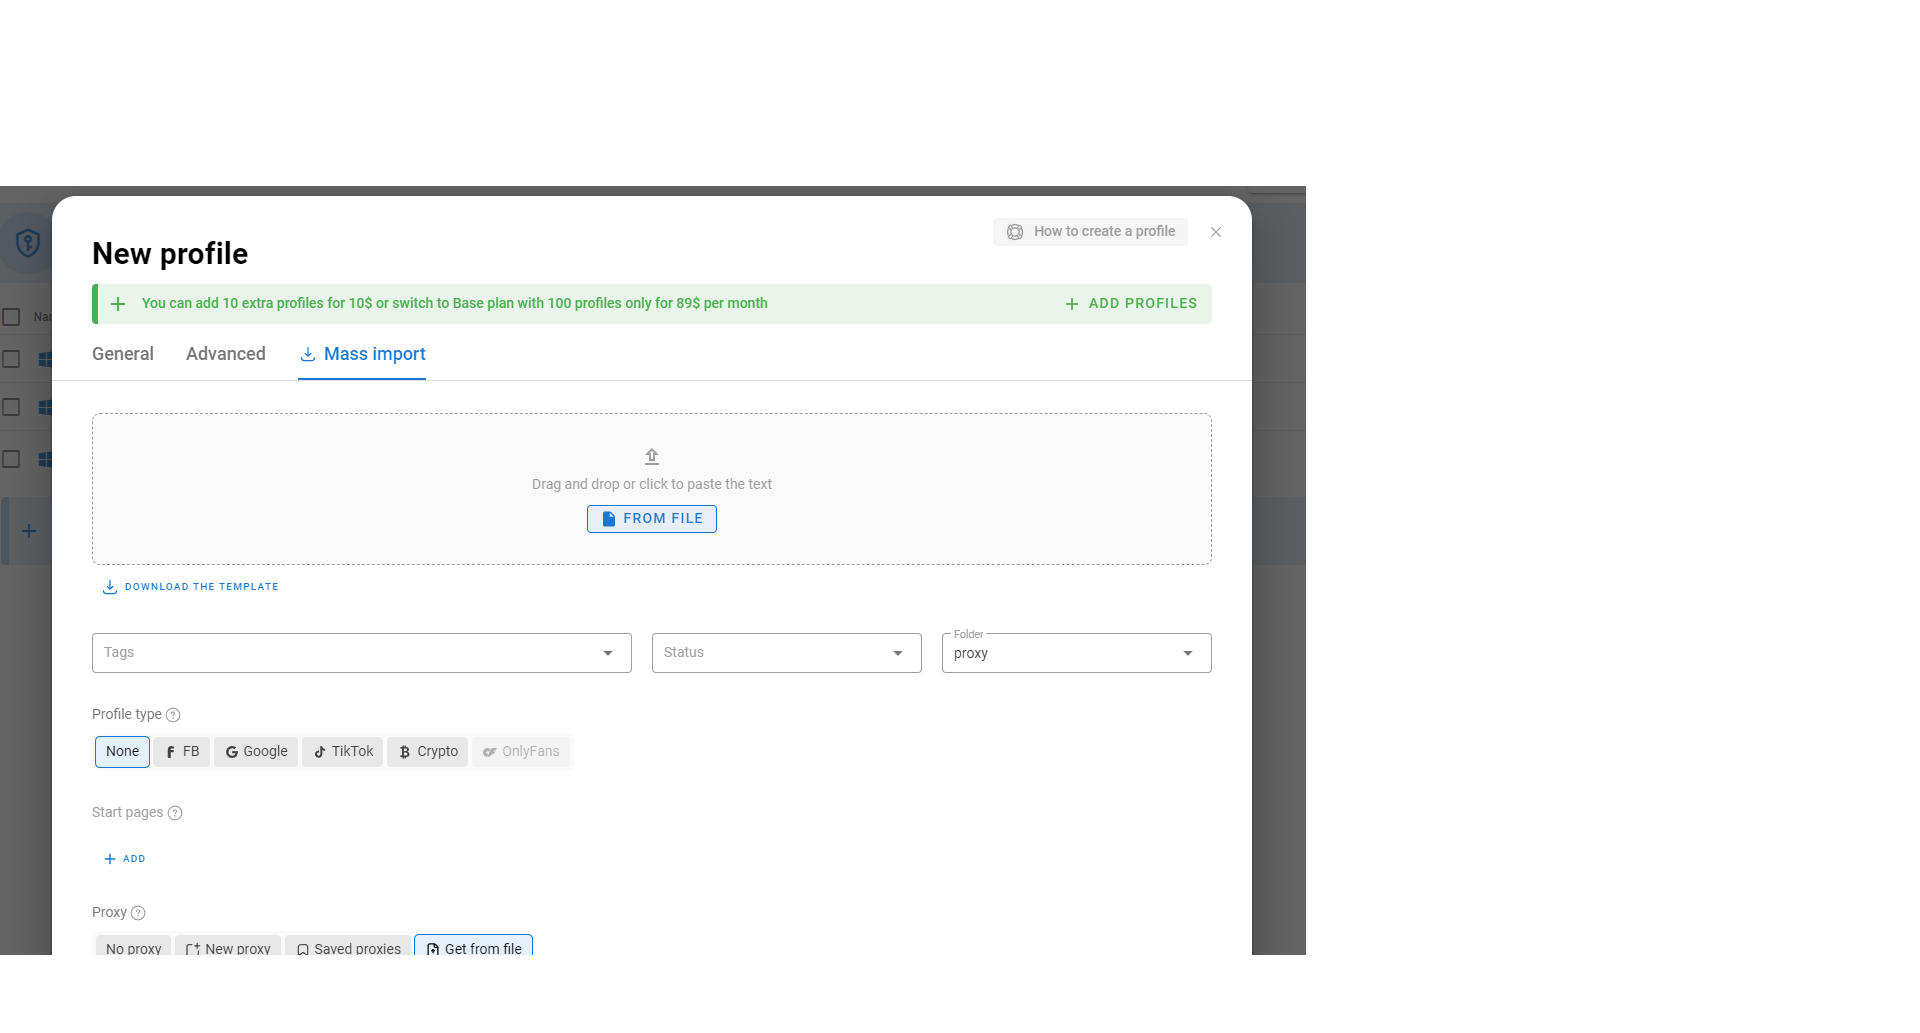 How to create a profile
New profile
You can add 10 extra profiles for 10$ or switch to Base plan with 100 profiles only for 89$ per month
ADD PROFILES
General
Advanced
Mass import
Drag and drop or click to paste the text
FROM FILE
DOWNLOAD THE TEMPLATE
Tags
Status
Folder
proxy
Profile type
None
FB
Google
TikTok
Crypto
OnlyFans
Start pages
ADD
Proxy
No proxy
New proxy
Saved proxies
Get from file